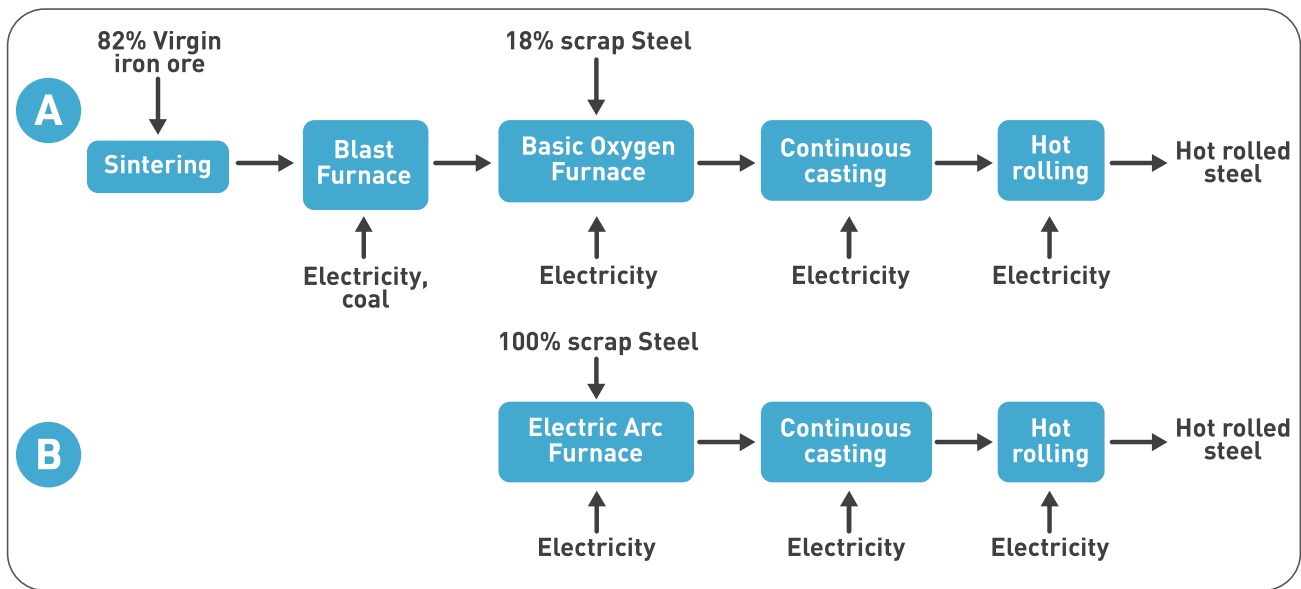 82% Virgin
iron ore
18% scrap Steel
A
Sintering
Blast
Furnace
Basic Oxygen
Furnace
Continuous
casting
Hot
rolling
Hot rolled
steel
Electricity,
coal
Electricity
Electricity
Electricity
100% scrap Steel
B
Electric Arc
Furnace
Continuous
casting
Hot
rolling
Hot rolled
steel
Electricity
Electricity
Electricity